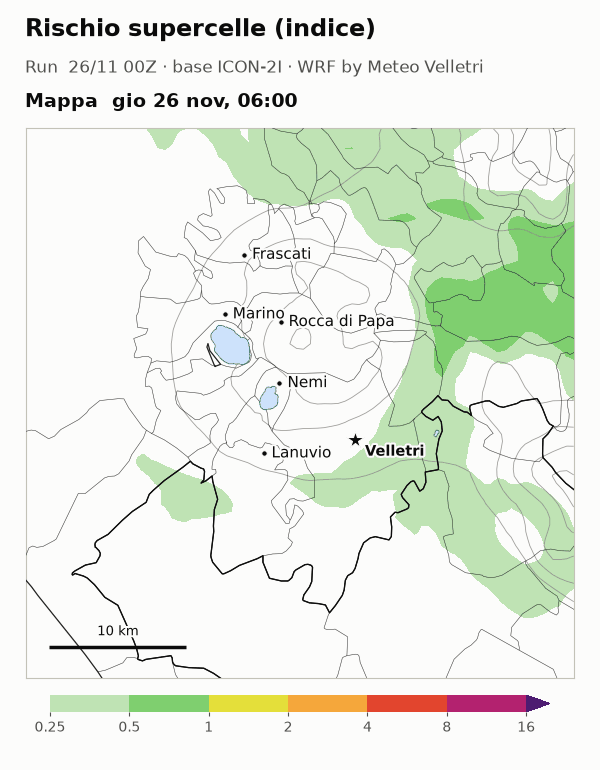 Rischio supercelle (indice)
Run  26/11 00Z · base ICON-2I · WRF by Meteo Velletri
Mappa  gio 26 nov, 06:00
Frascati
Marino
Rocca di Papa
Nemi
Velletri
Lanuvio
10 km
0.25 0.5 1 2 4 8 16